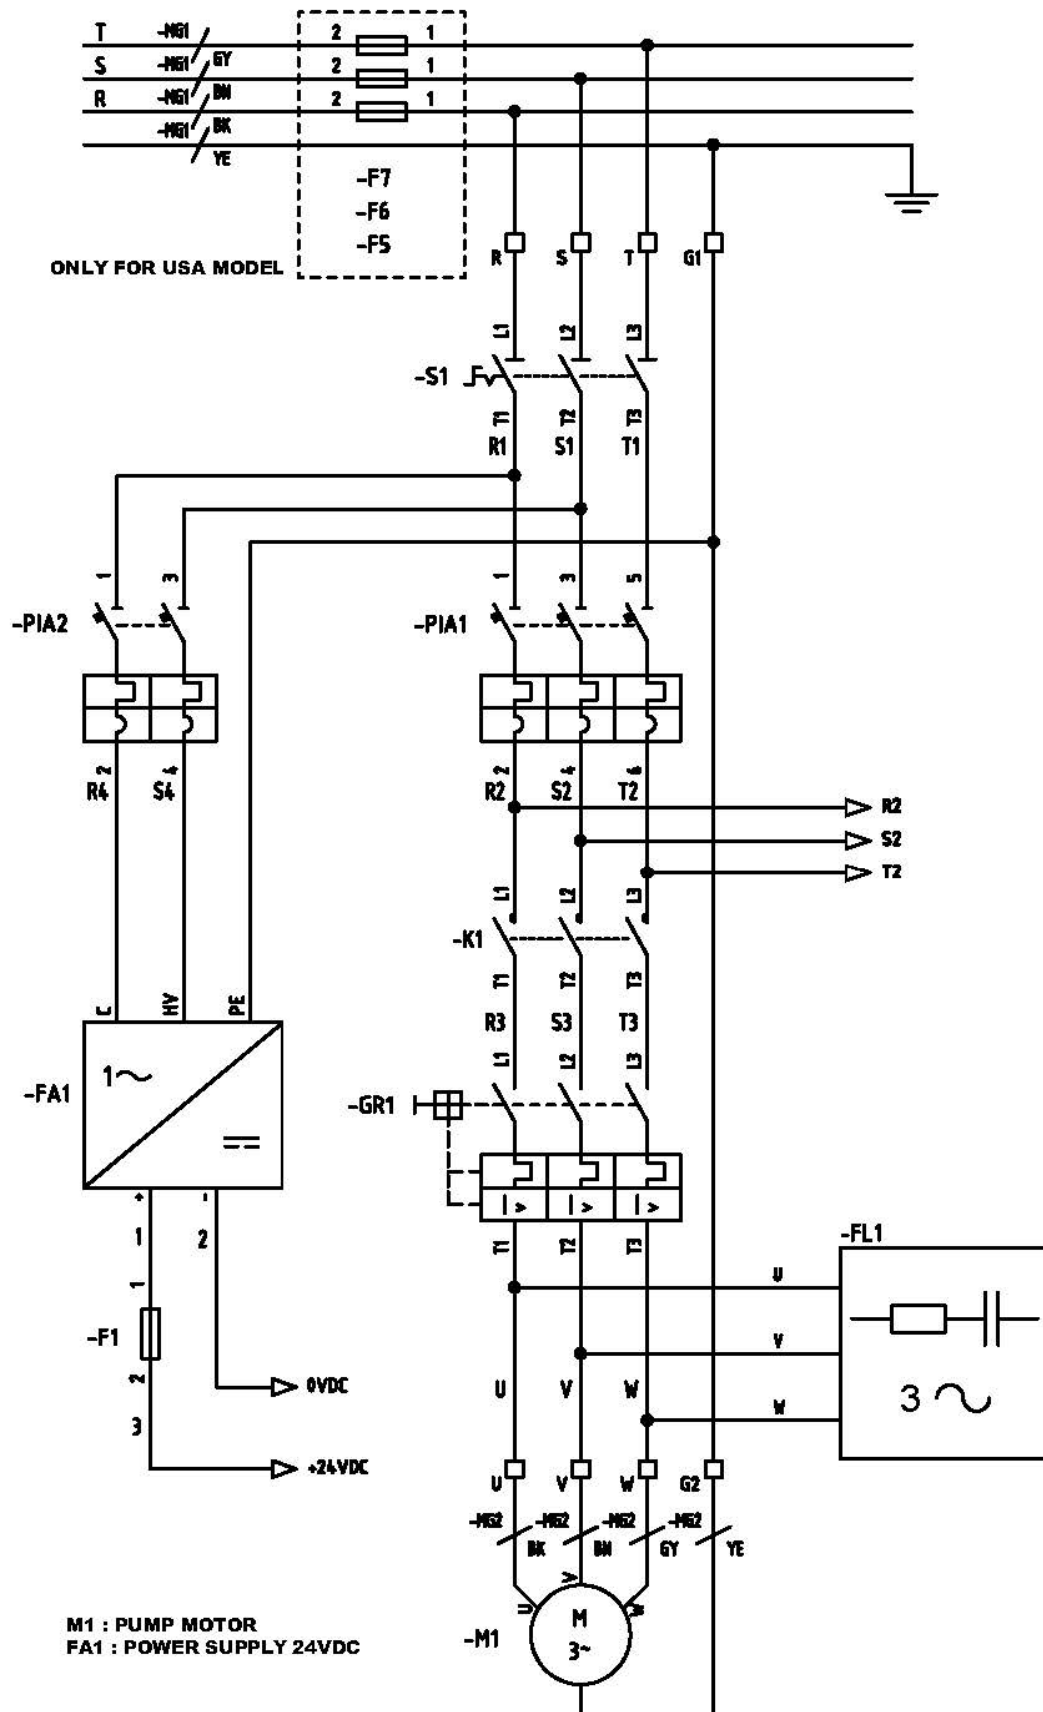 T -MG1 2 1
GY
S -MG1 2 1
BN
R -MG1 2 1
BK
-MG1
YE
-F7
-F6
-F5
ONLY FOR USA MODEL
R S T G1
L1 L2 L3
-S1
T1 T2 T3
R1 S1 T1
1 3 1 3 5
-PIA2 -PIA1
2 4 2 4 6
R4 S4 R2 S2 T2
R2
S2
T2
L1 L2 L3
-K1
T1 T2 T3
C HV PE R3 S3 T3
L1 L2 L3
1~
-FA1 -GR1
I> I> I>
+ -
1 2 T1 T2 T3
-FL1
U
1
-F1 V
3~
2 0VDC U V W W
3
+24VDC
U V W G2
-MG2 -MG2 -MG2 -MG2
BK BN GY YE
V
U W
M
3~
-M1
M1 : PUMP MOTOR
FA1 : POWER SUPPLY 24VDC